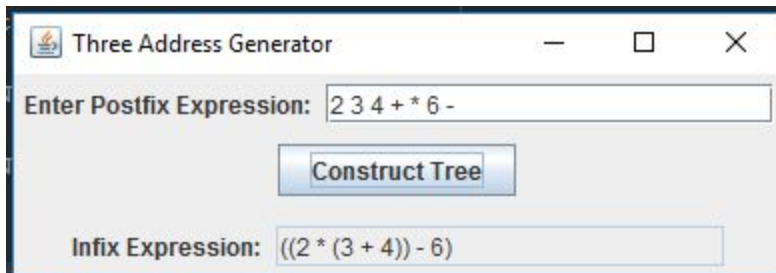 Three Address Generator
Enter Postfix Expression: 2 3 4 + * 6 -
Construct Tree
Infix Expression: ((2 * (3 + 4)) - 6)